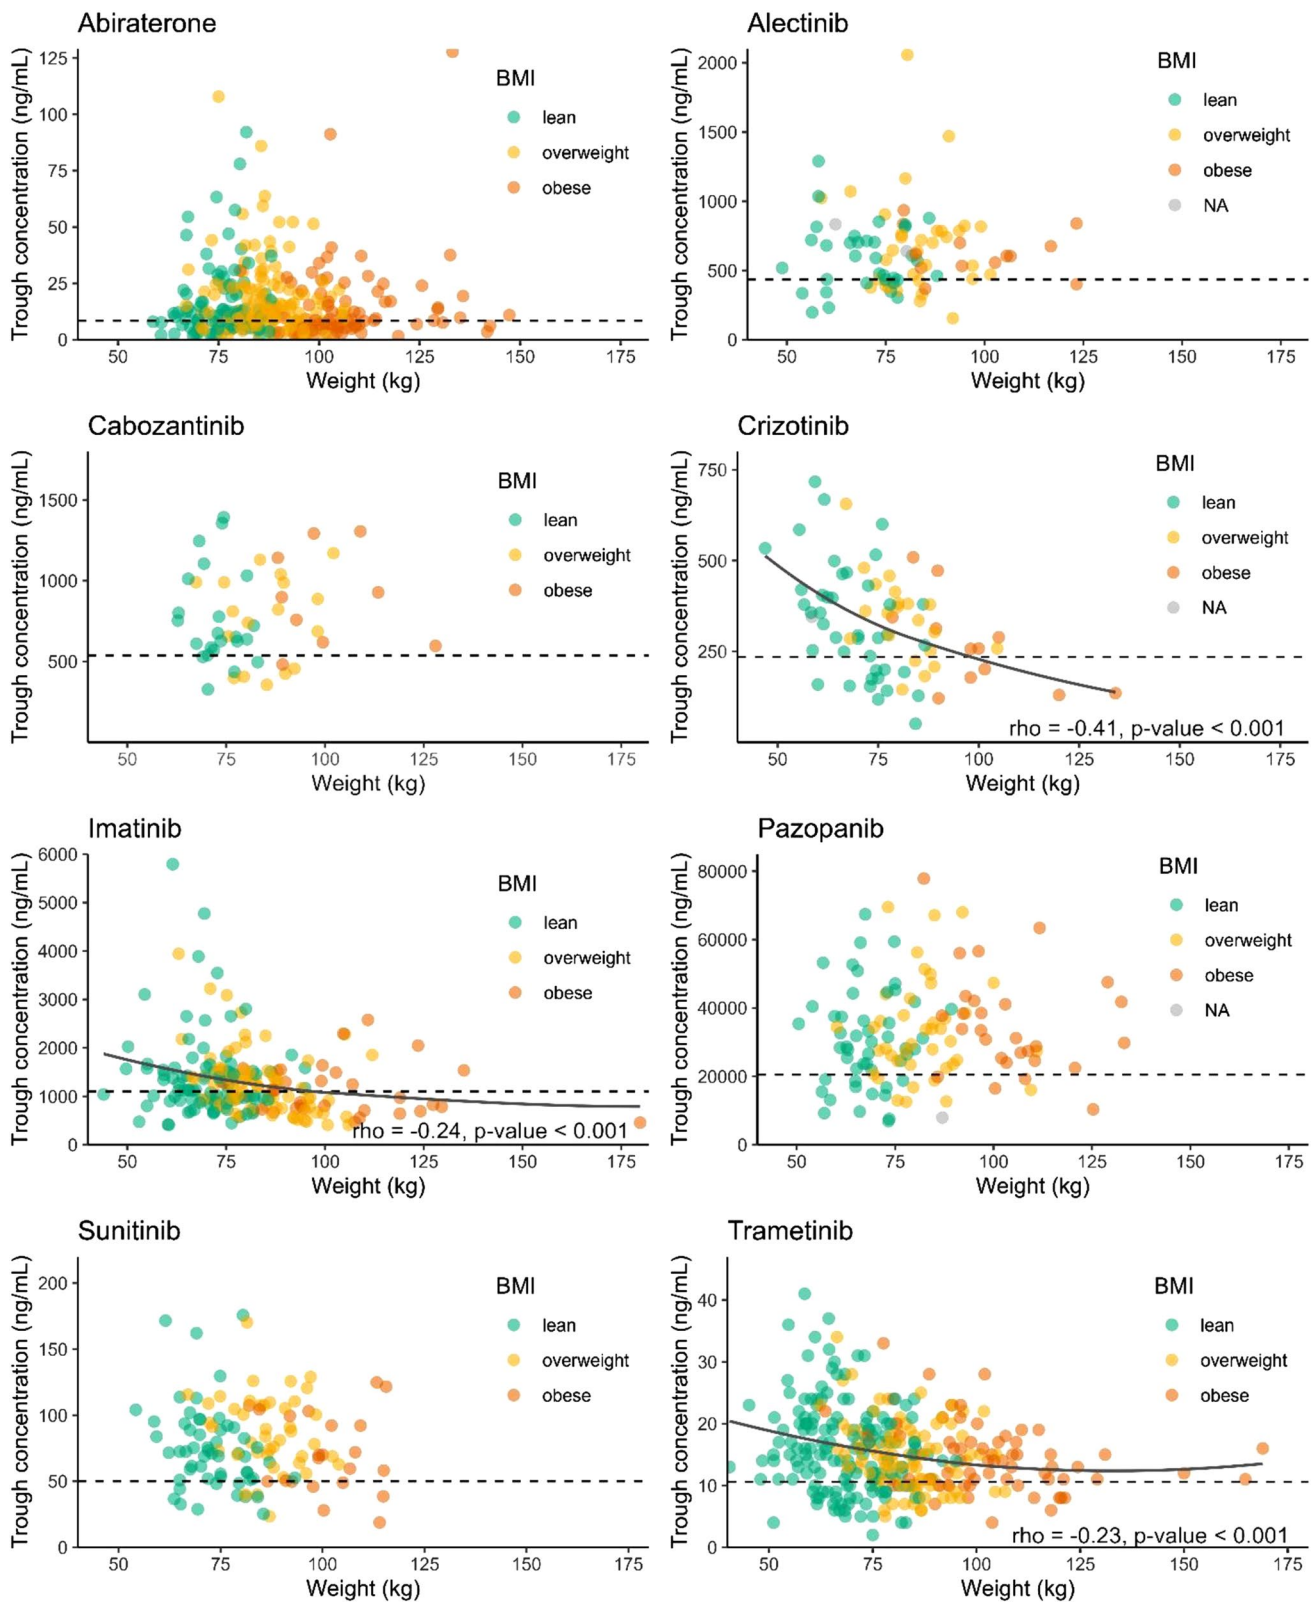 Abiraterone
Trough concentration (ng/mL)
125
100
75
50
25
0
50 75 100 125 150 175
Weight (kg)
BMI
lean
overweight
obese
Alectinib
Trough concentration (ng/mL)
2000
1500
1000
500
0
50 75 100 125 150 175
Weight (kg)
BMI
lean
overweight
obese
NA
Cabozantinib
Trough concentration (ng/mL)
1500
1000
500
50 75 100 125 150 175
Weight (kg)
BMI
lean
overweight
obese
Crizotinib
Trough concentration (ng/mL)
750
500
250
50 75 100 125 150 175
Weight (kg)
BMI
lean
overweight
obese
NA
rho = -0.41, p-value < 0.001
Imatinib
Trough concentration (ng/mL)
6000
5000
4000
3000
2000
1000
0
50 75 100 125 150 175
Weight (kg)
BMI
lean
overweight
obese
rho = -0.24, p-value < 0.001
Pazopanib
Trough concentration (ng/mL)
80000
60000
40000
20000
0
50 75 100 125 150 175
Weight (kg)
BMI
lean
overweight
obese
NA
Sunitinib
Trough concentration (ng/mL)
200
150
100
50
0
50 75 100 125 150 175
Weight (kg)
BMI
lean
overweight
obese
Trametinib
Trough concentration (ng/mL)
40
30
20
10
0
50 75 100 125 150 175
Weight (kg)
BMI
lean
overweight
obese
rho = -0.23, p-value < 0.001